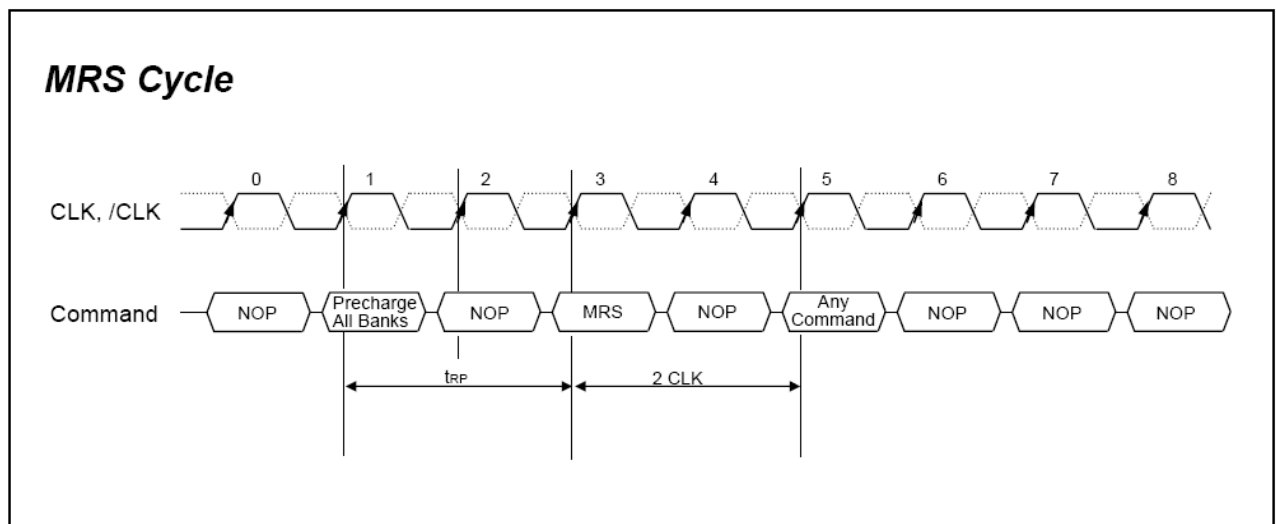 MRS Cycle
0 1 2 3 4 5 6 7 8
CLK, /CLK
Command
NOP
Precharge
All Banks
NOP
MRS
NOP
Any
Command
NOP
NOP
NOP
tRP
2 CLK